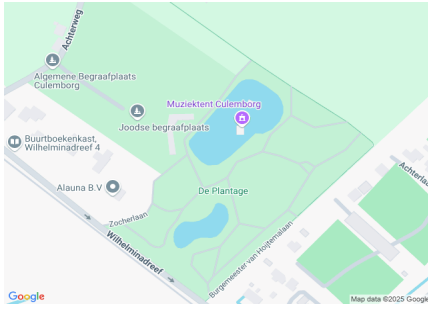 Achterweg
Algemene Begraafplaats
Culemborg
Muziektent Culemborg
Joodse begraafplaats
Buurtboekenkast,
Wilhelminadreef 4
Alauna B.V
De Plantage
Zocherlaan
Wilhelminadreef
Burgemeester van Hoytemalaan
Achterla
Google
Map data ©2025 Google